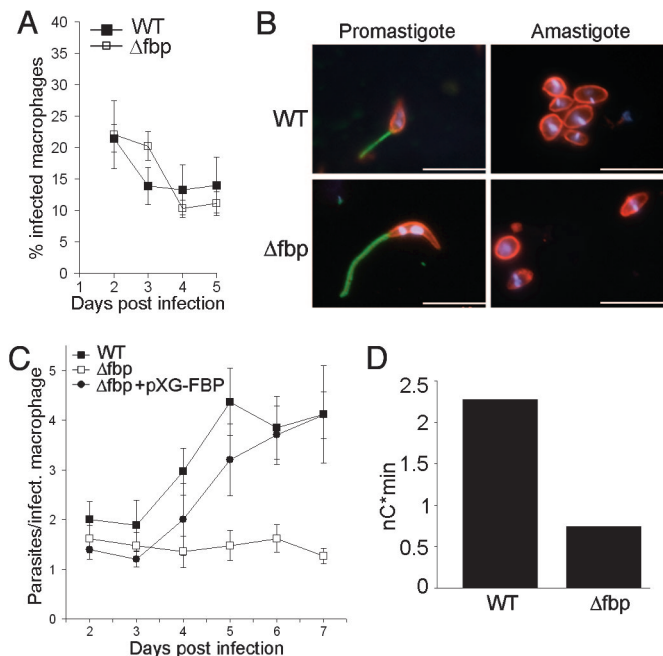 A
WT
Δfbp
% infected macrophages
40
35
30
25
20
15
10
5
0
1 2 3 4 5
Days post infection
B
Promastigote Amastigote
WT
Δfbp
C
WT
Δfbp
Δfbp+pXG-FBP
Parasites/infect. macrophage
5
4
3
2
1
0
2 3 4 5 6 7
Days post infection
D
nC*min
2.5
2
1.5
1
0.5
0
WT Δfbp